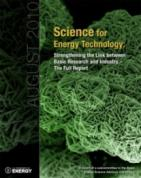 AUGUST 2010
Science for
Energy Technology:
Strengthening the Link between
Basic Research and Industry
The Full Report
ENERGY